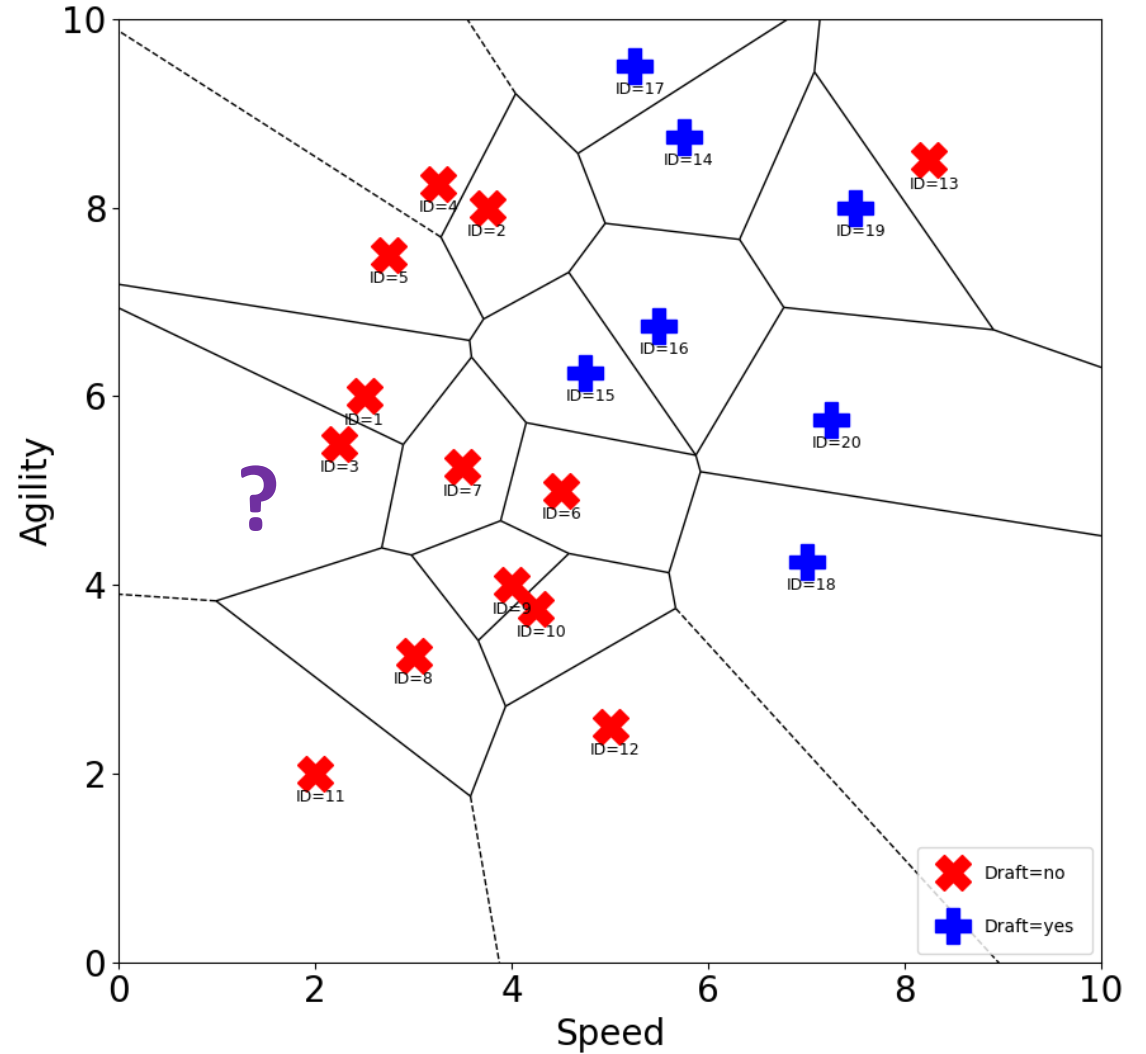 10
8
6
4
2
0
Agility
ID=17
ID=14
ID=13
ID=4
ID=2
ID=19
ID=5
ID=16
ID=15
ID=1
ID=20
ID=3
?
ID=7
ID=6
ID=18
ID=9
ID=10
ID=8
ID=12
ID=11
Draft=no
Draft=yes
0 2 4 6 8 10
Speed